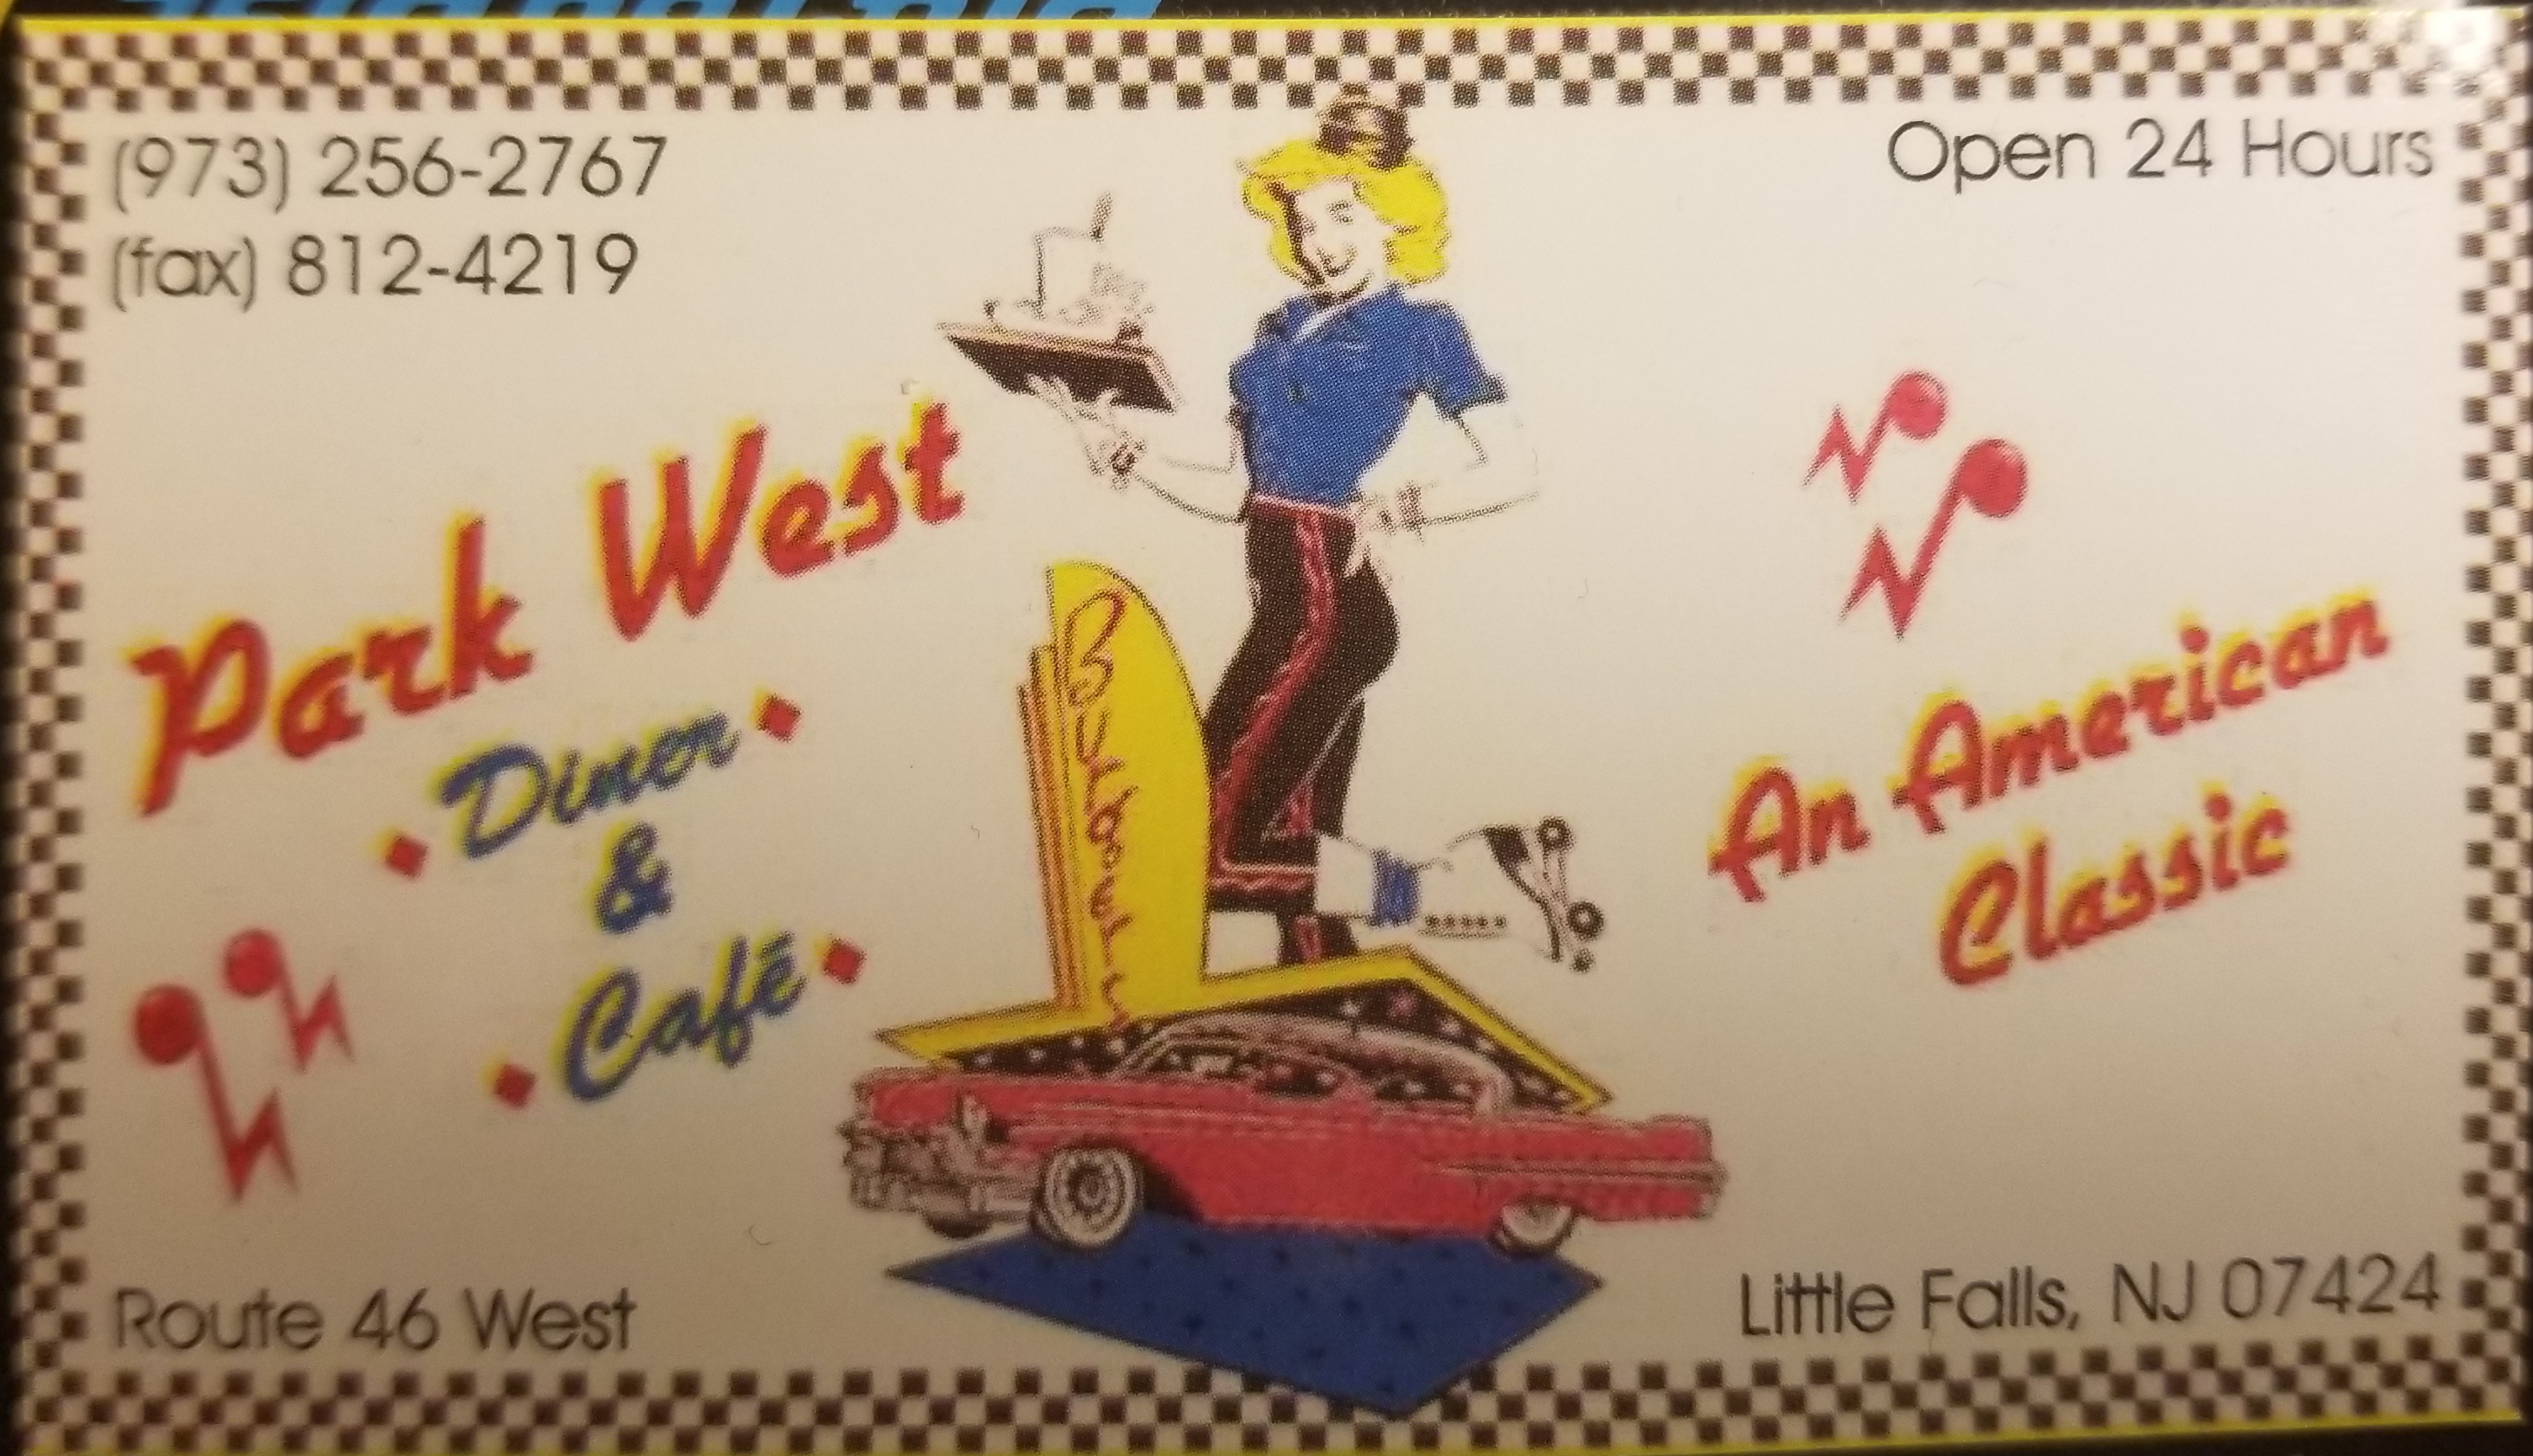 (973) 256-2767
(fax) 812-4219
Open 24 Hours
Park West
Diner
&
Café
An American
Classic
Route 46 West
Little Falls, NJ 07424